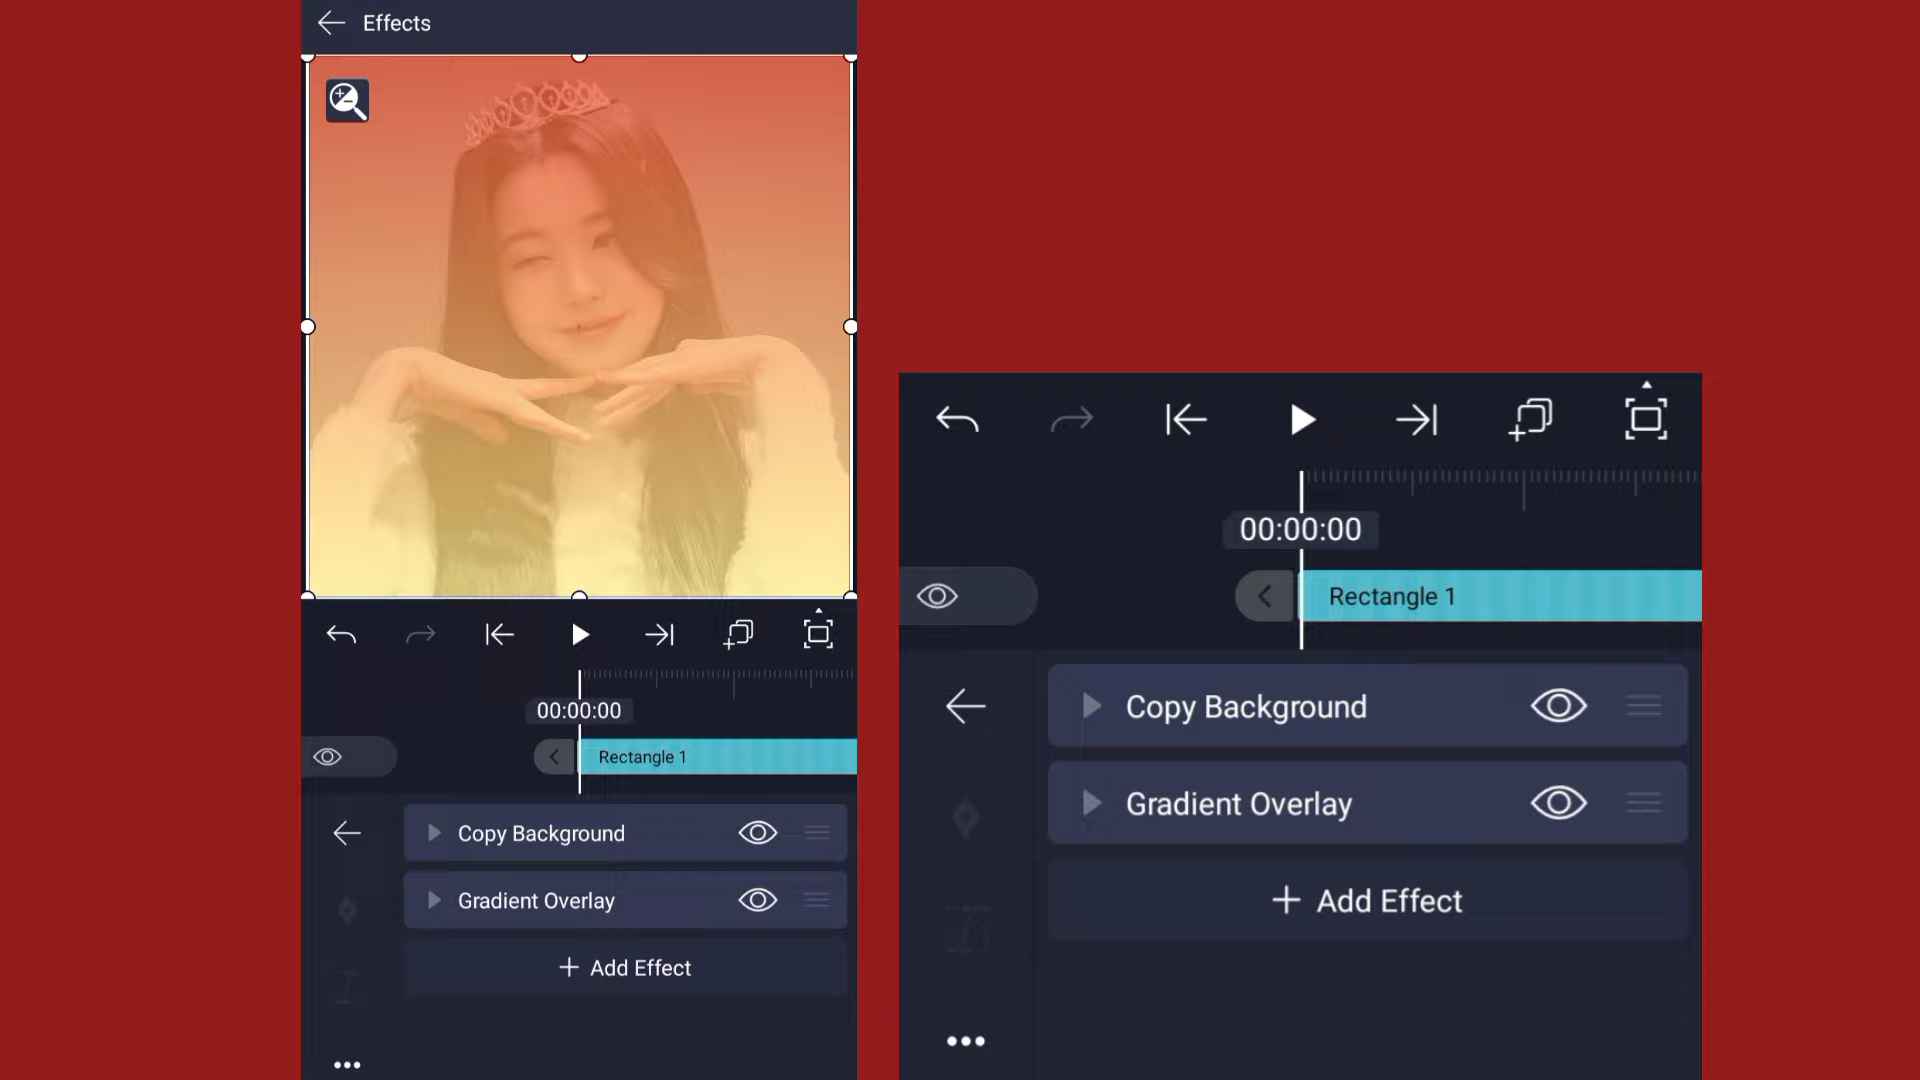 Effects
00:00:00
Rectangle 1
Copy Background
Gradient Overlay
+ Add Effect
00:00:00
Rectangle 1
Copy Background
Gradient Overlay
+ Add Effect